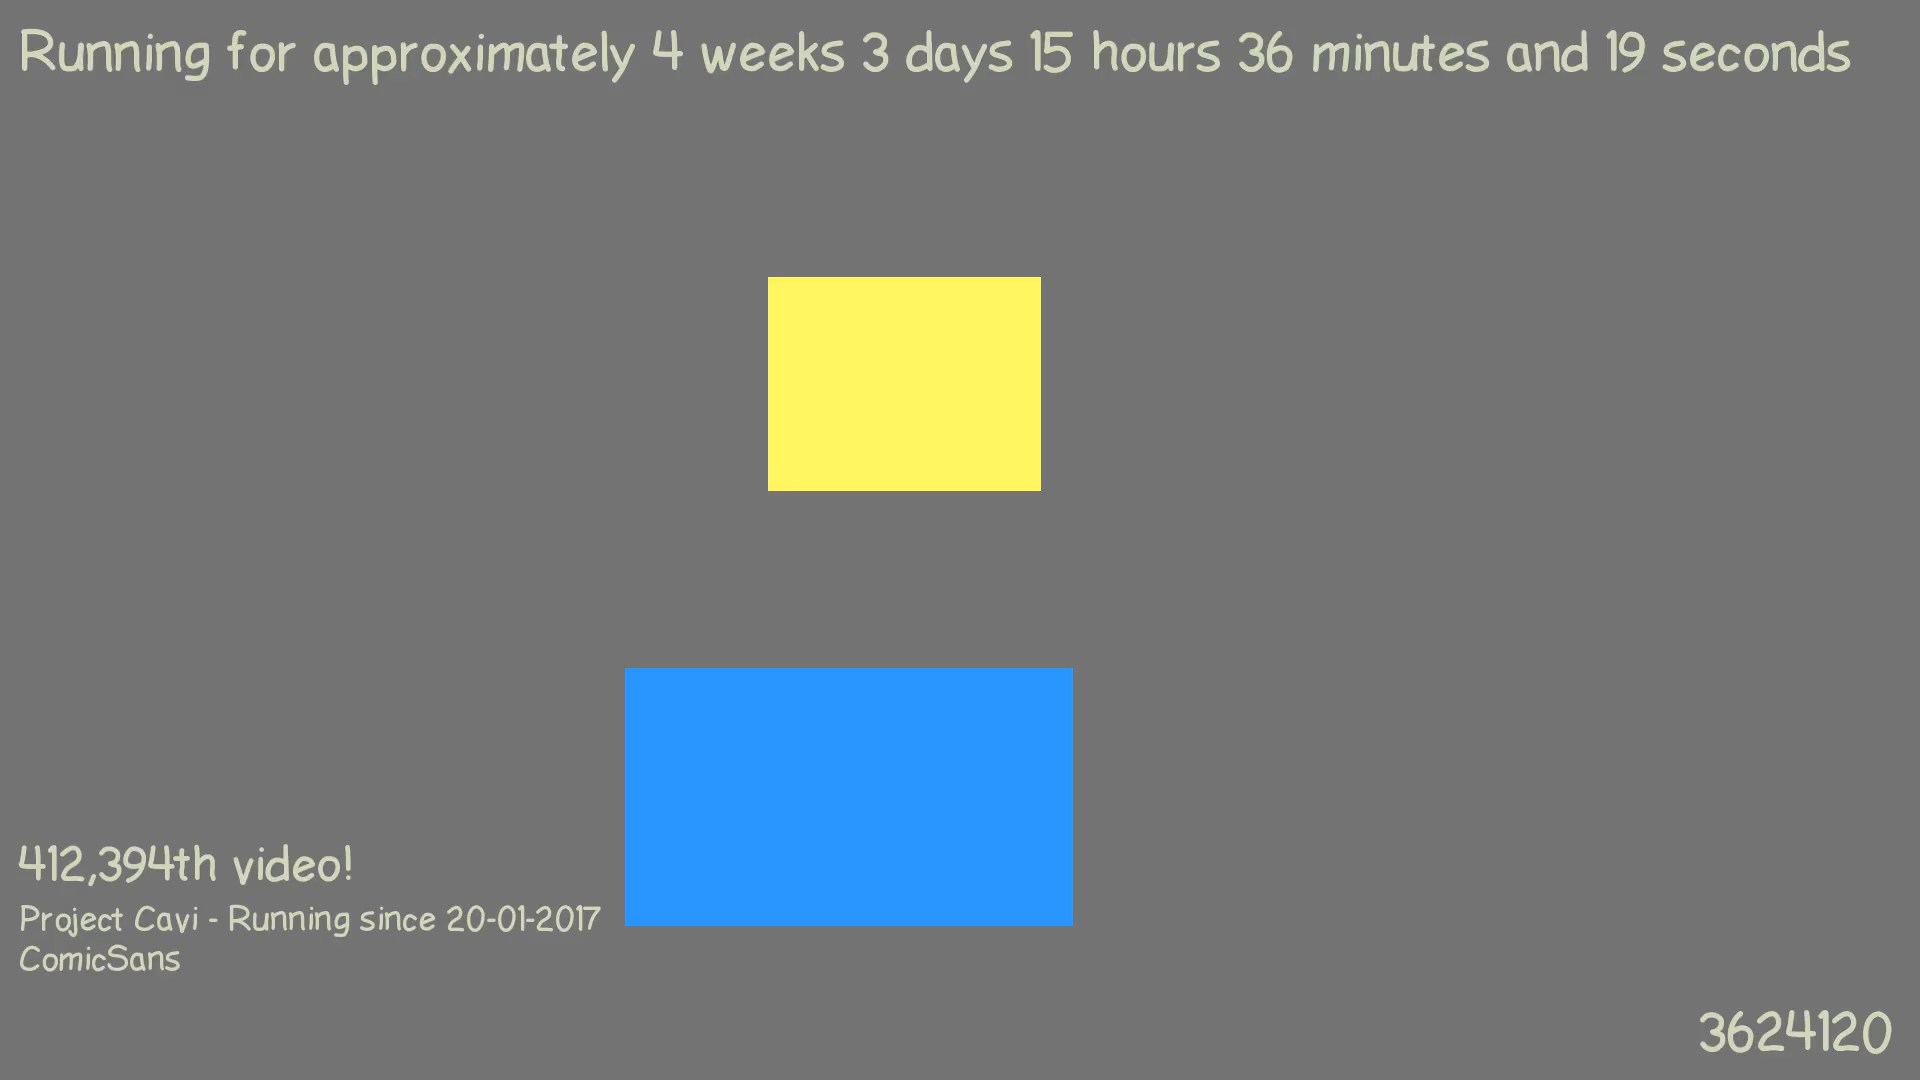 Running for approximately 4 weeks 3 days 15 hours 36 minutes and 19 seconds
412,394th video!
Project Cavi - Running since 20-01-2017
ComicSans
3624120